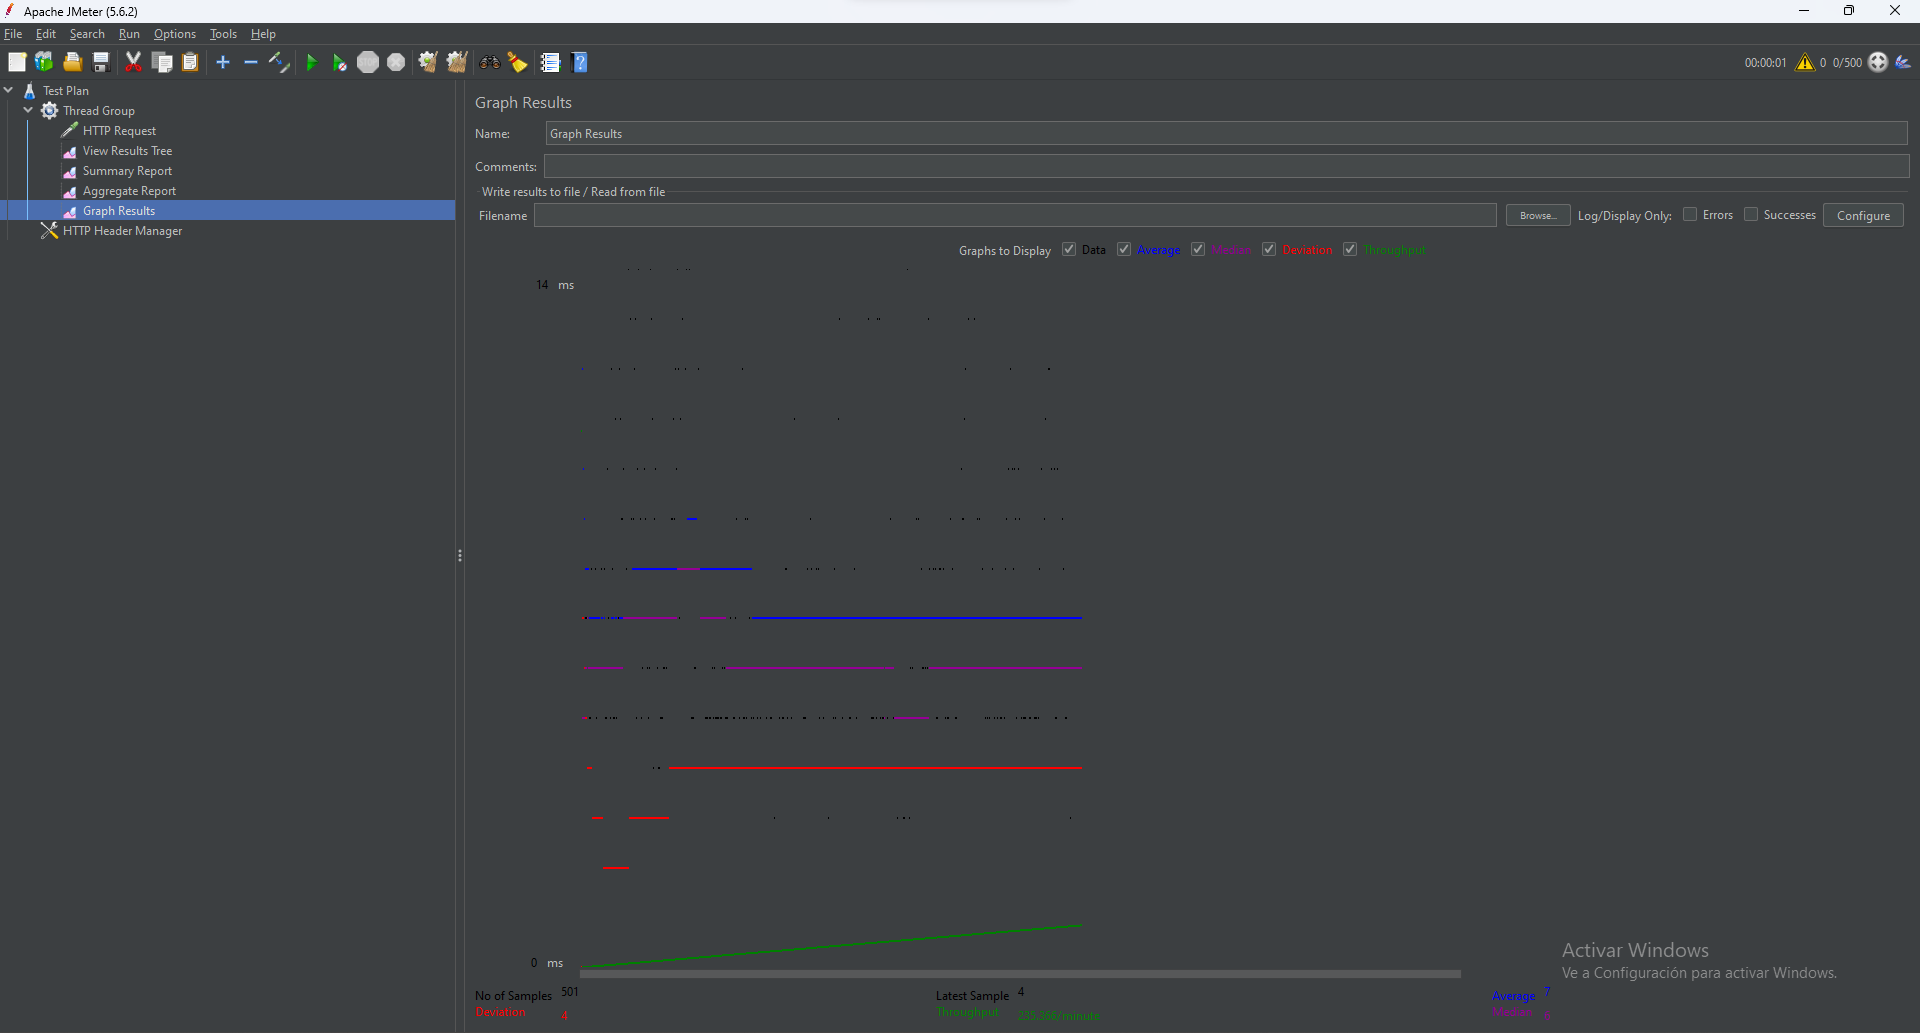 Apache JMeter (5.6.2)
File Edit Search Run Options Tools Help
00:00:01 0 0/500
Test Plan
Thread Group
HTTP Request
View Results Tree
Summary Report
Aggregate Report
Graph Results
HTTP Header Manager
Graph Results
Name: Graph Results
Comments:
Write results to file / Read from file
Filename Browse... Log/Display Only: Errors Successes Configure
Graphs to Display Data Average Median Deviation Throughput
14 ms
0 ms
No of Samples 501 Latest Sample 4 Average 7
Deviation 4 Throughput Median
Activar Windows
Ve a Configuración para activar Windows.